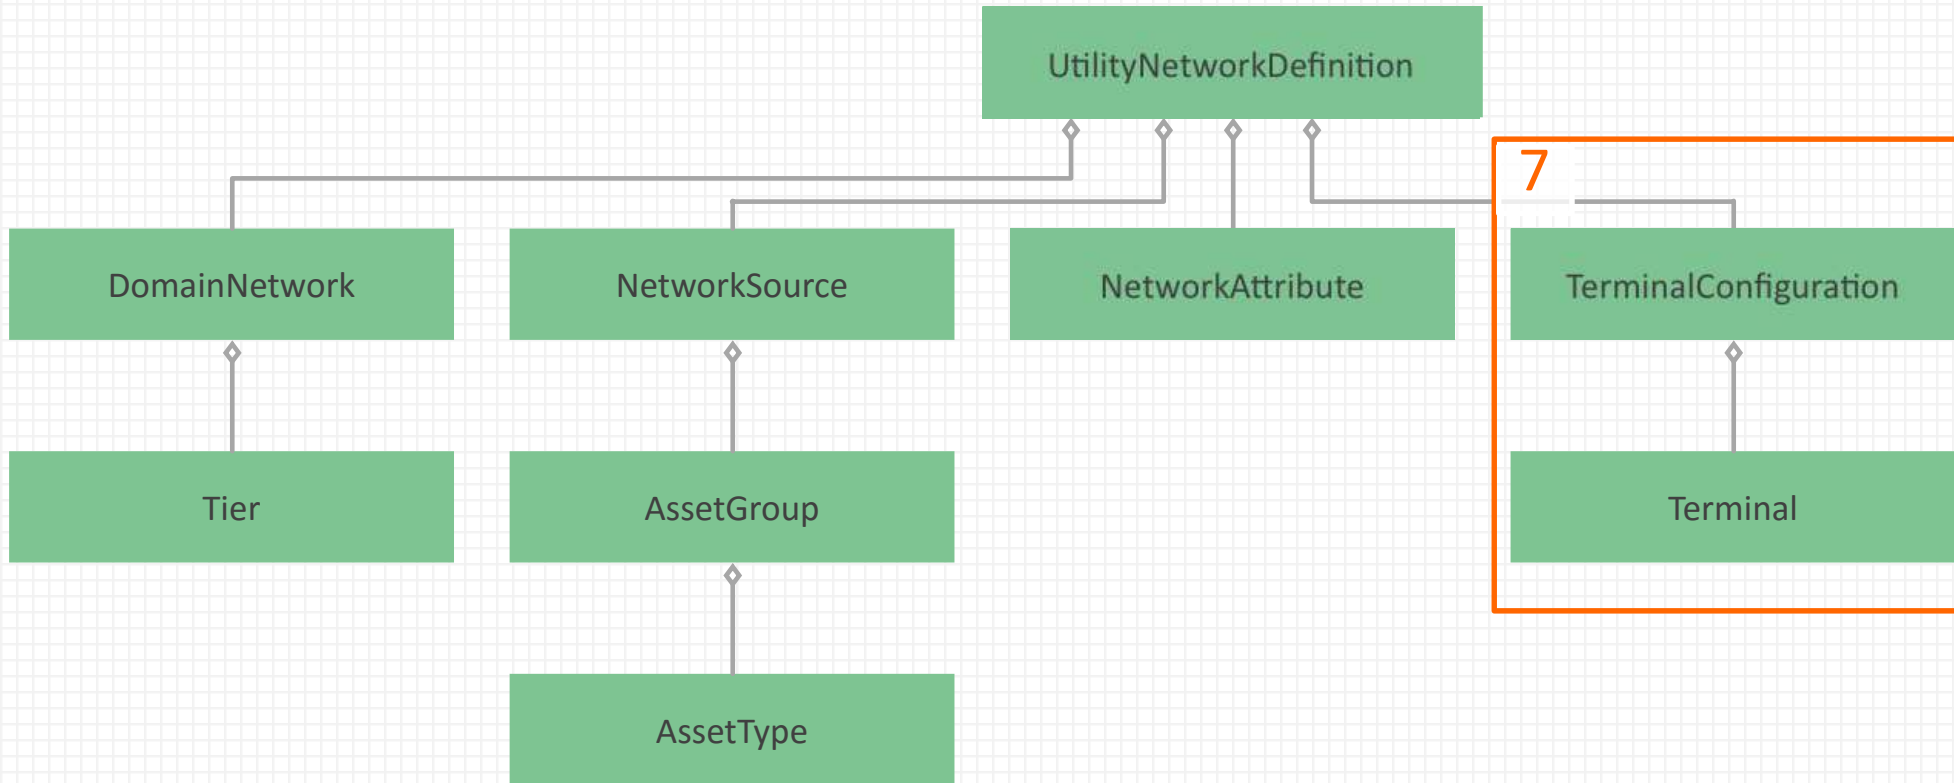 UtilityNetworkDefinition
7
DomainNetwork
NetworkSource
NetworkAttribute
TerminalConfiguration
Tier
AssetGroup
Terminal
AssetType